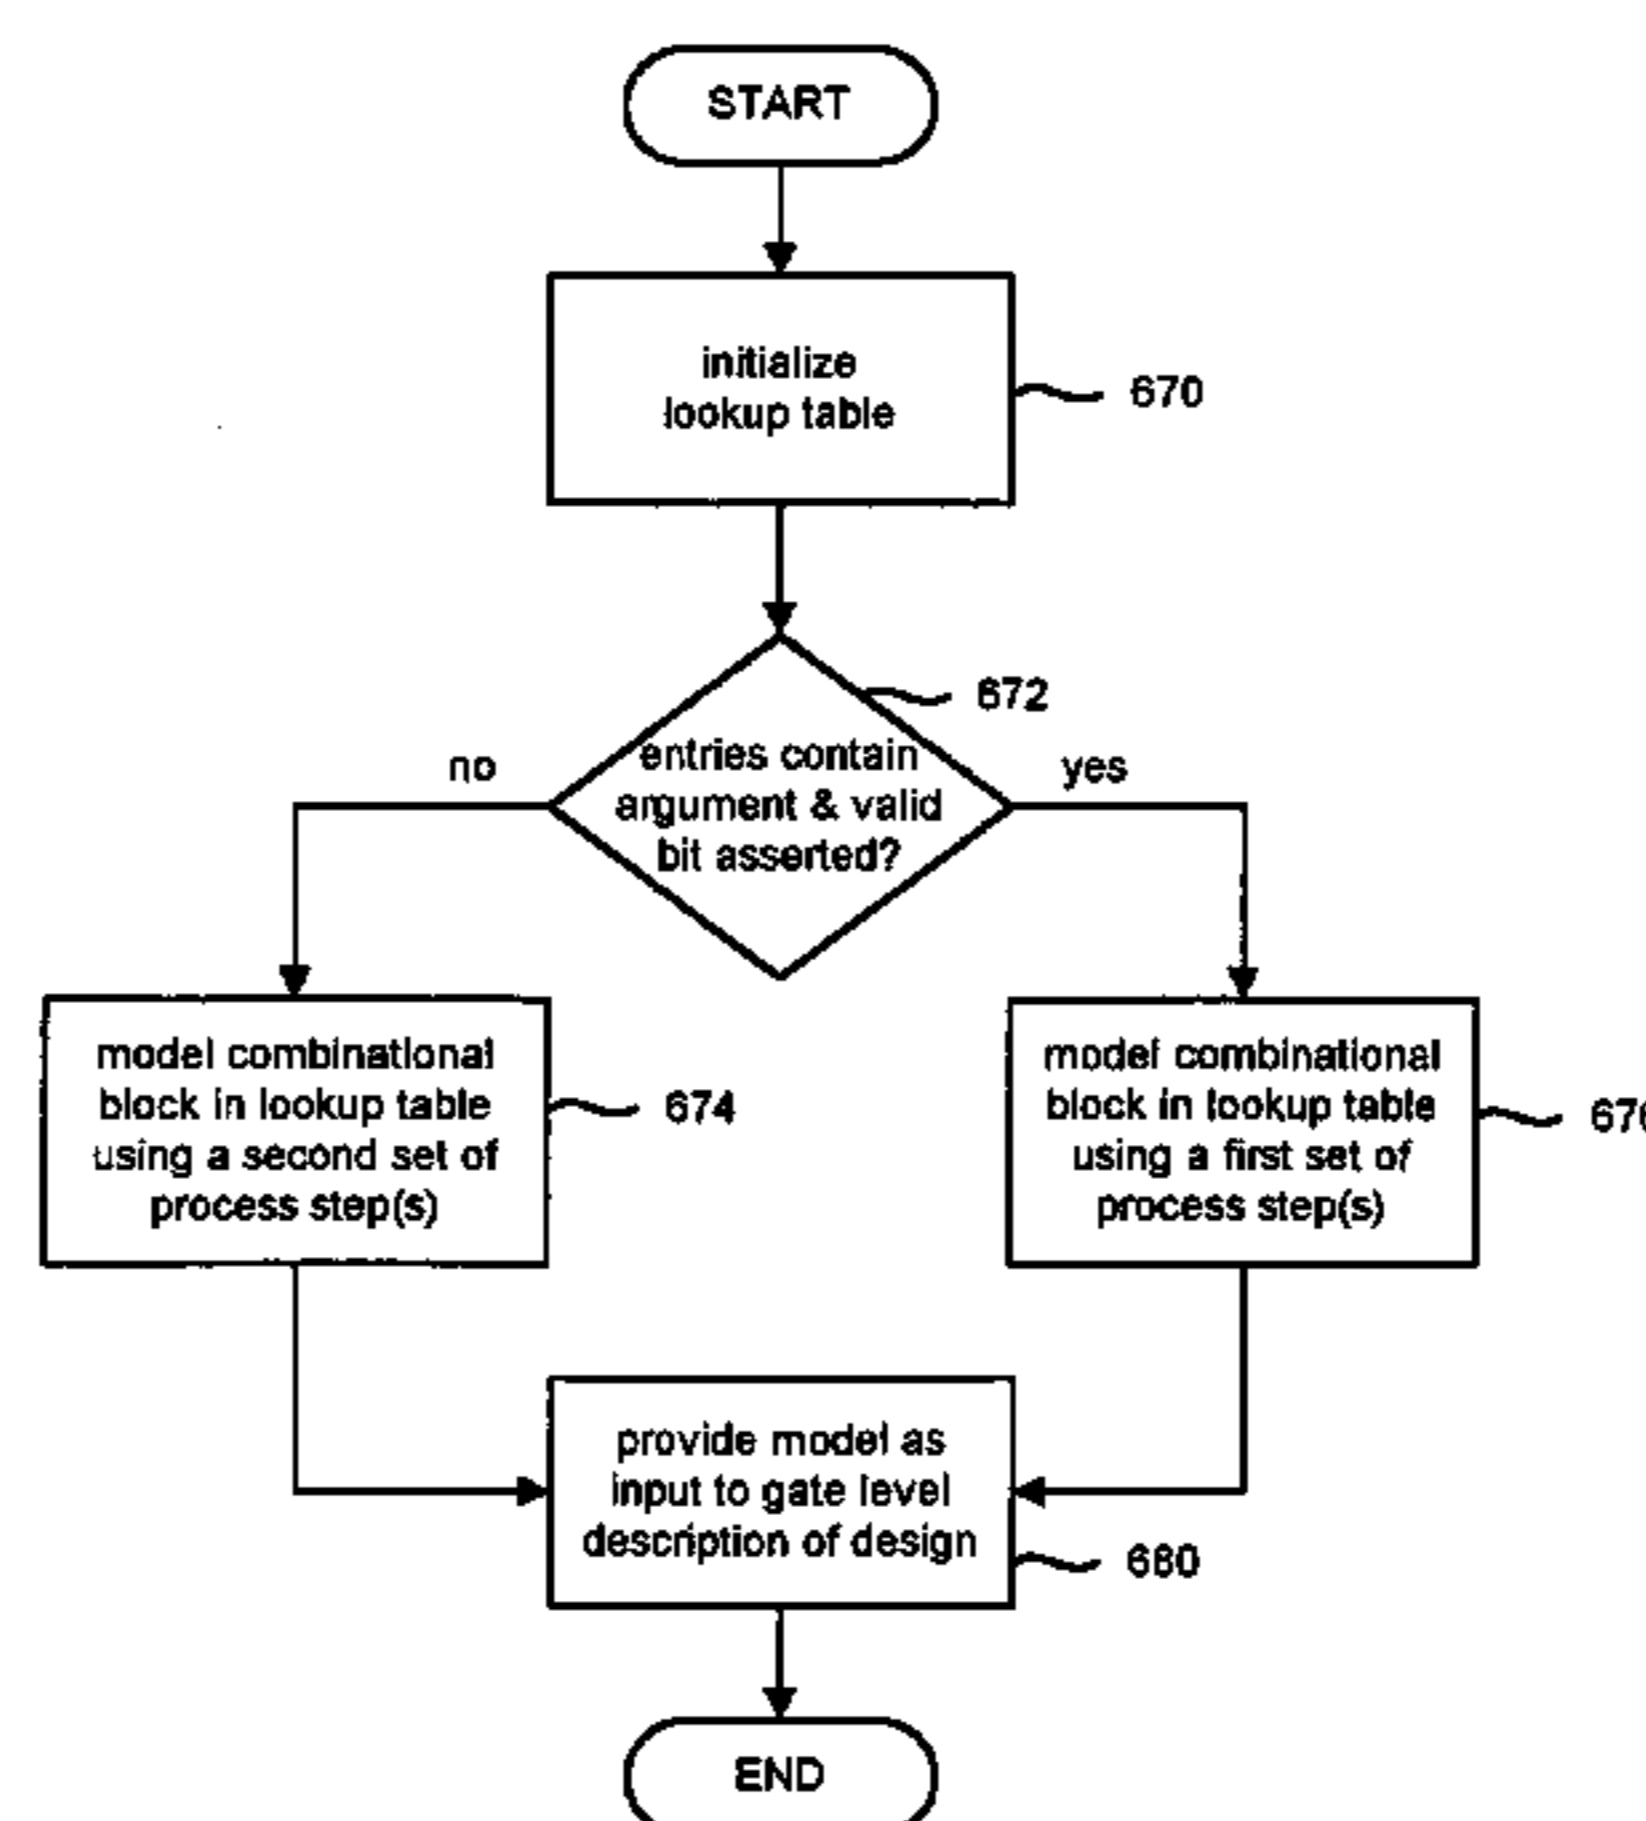 START
initialize
lookup table
670
672
entries contain
argument & valid
bit asserted?
no
yes
model combinational
block in lookup table
using a second set of
process step(s)
674
model combinational
block in lookup table
using a first set of
process step(s)
provide model as
input to gate level
description of design
680
END